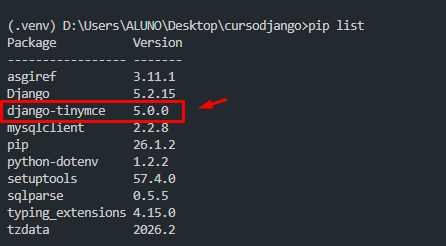 (.venv) D:\Users\ALUNO\Desktop\cursodjango>pip list
Package           Version
----------------- -------
asgiref           3.11.1
Django            5.2.15
django-tinymce    5.0.0
mysqlclient       2.2.8
pip               26.1.2
python-dotenv     1.2.2
setuptools        57.4.0
sqlparse          0.5.5
typing_extensions 4.15.0
tzdata            2026.2